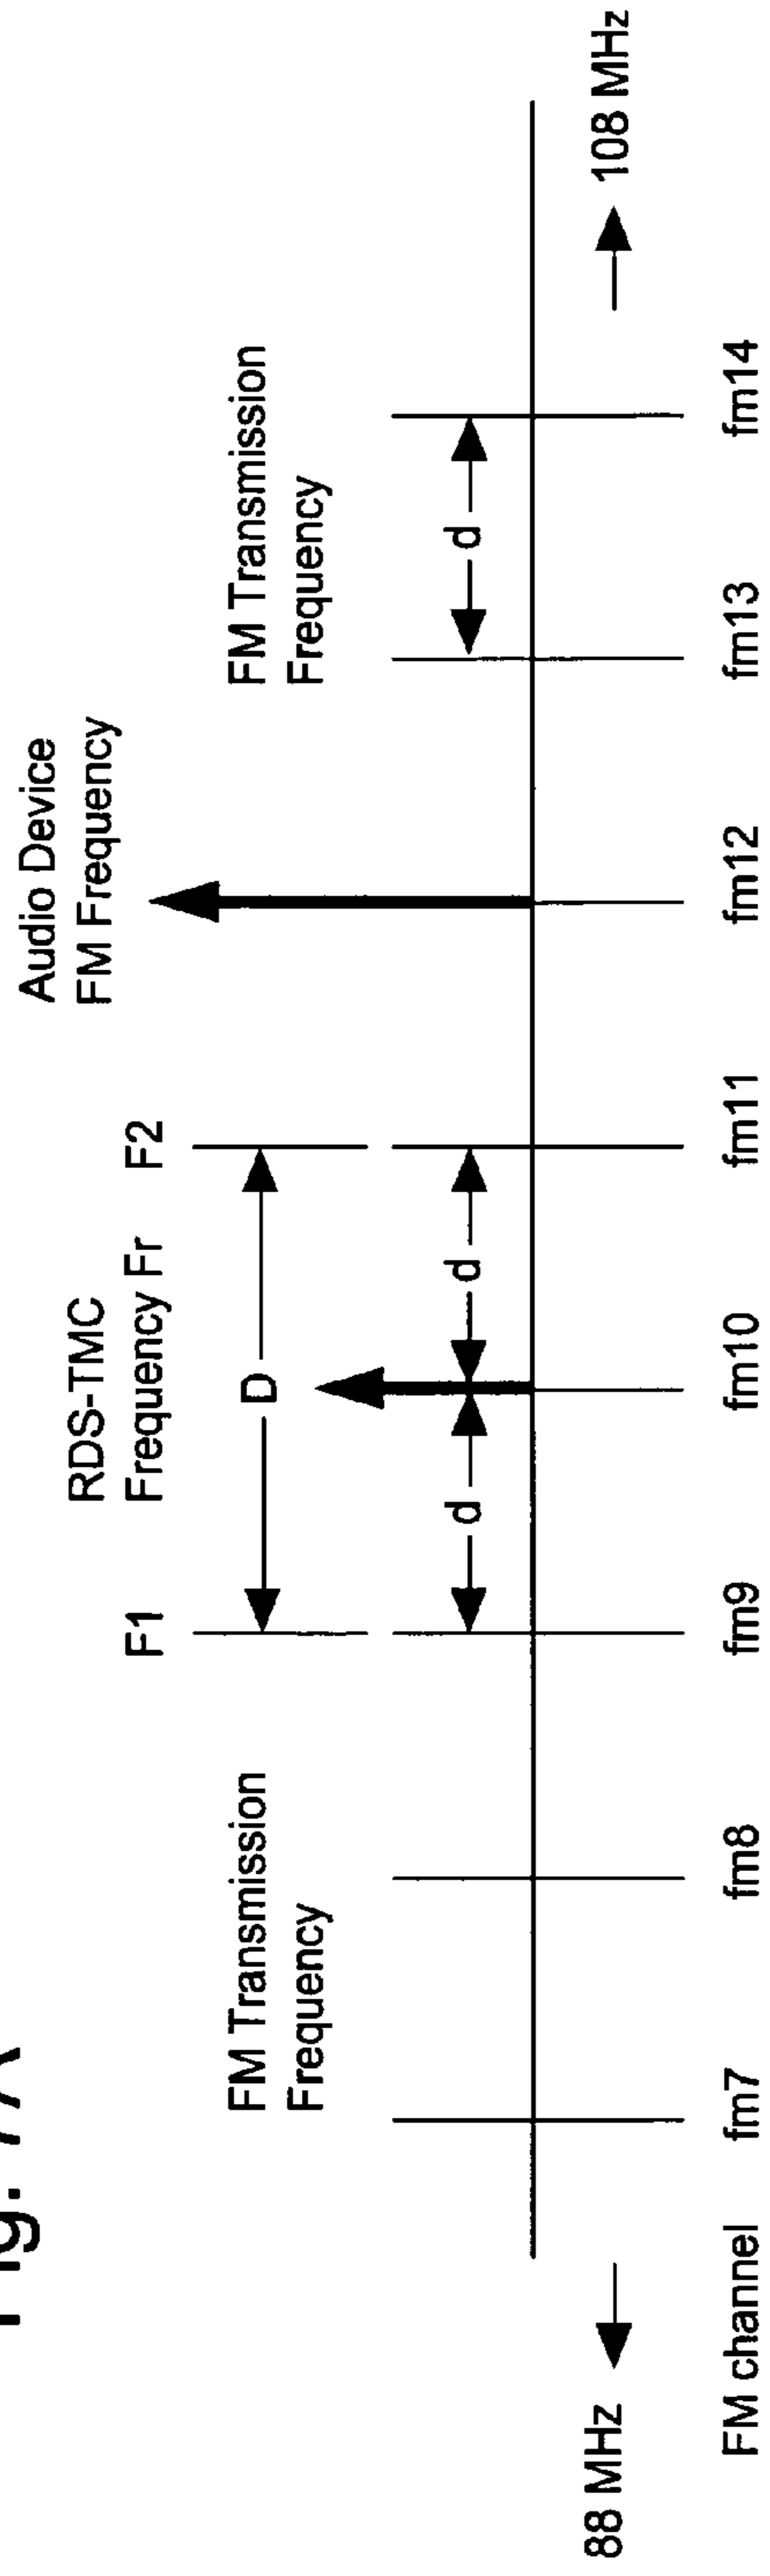 Fig. 7A
Audio Device
FM Frequency
RDS-TMC
Frequency Fr
F1
F2
D
FM Transmission
Frequency
FM Transmission
Frequency
d
d
d
88 MHz
108 MHz
FM channel
fm7
fm8
fm9
fm10
fm11
fm12
fm13
fm14